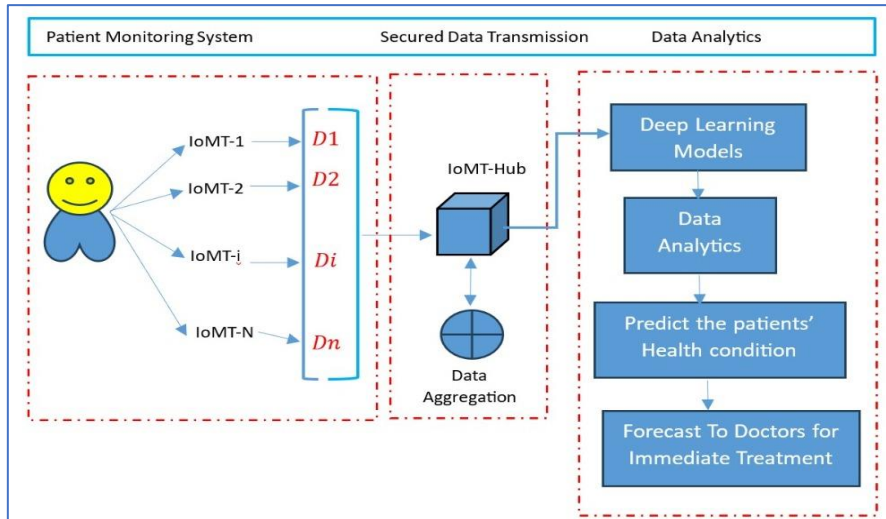 Patient Monitoring System
Secured Data Transmission
Data Analytics
IoMT-1
D1
IoMT-2
D2
IoMT-i
Di
IoMT-N
Dn
IoMT-Hub
Data
Aggregation
Deep Learning
Models
Data
Analytics
Predict the patients’
Health condition
Forecast To Doctors for
Immediate Treatment